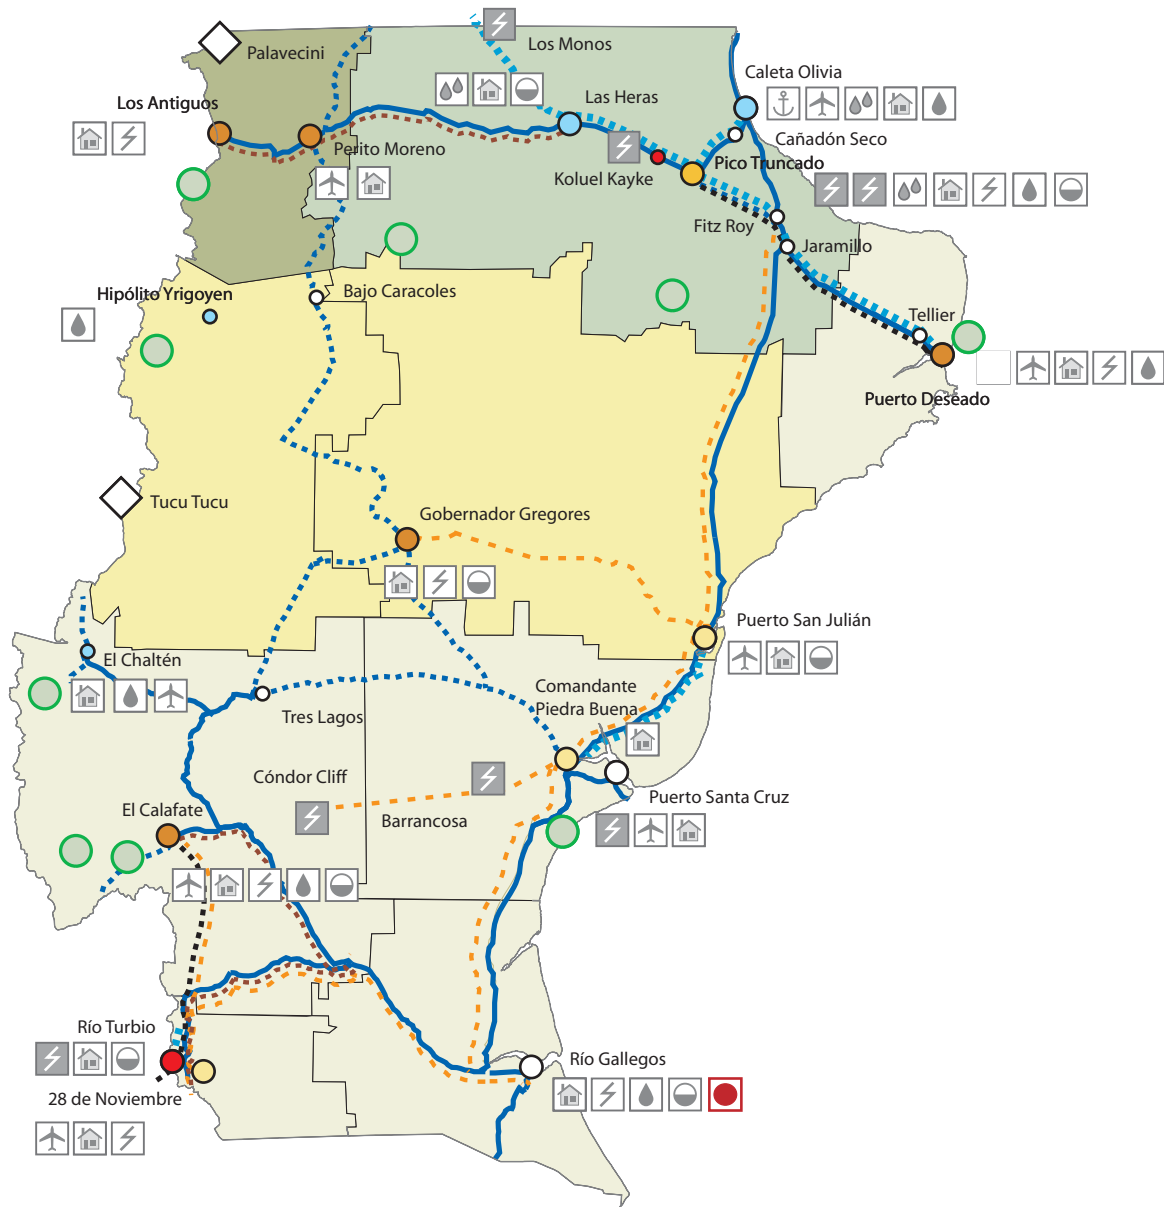 Los Monos
Palavecini
Caleta Olivia
Los Antiguos
Las Heras
Cañadón Seco
Perito Moreno
Pico Truncado
Koluel Kayke
Fitz Roy
Jaramillo
Hipólito Yrigoyen
Bajo Caracoles
Tellier
Puerto Deseado
Tucu Tucu
Gobernador Gregores
Puerto San Julián
El Chaltén
Comandante
Piedra Buena
Tres Lagos
Cóndor Cliff
Puerto Santa Cruz
El Calafate
Barrancosa
Río Turbio
Río Gallegos
28 de Noviembre